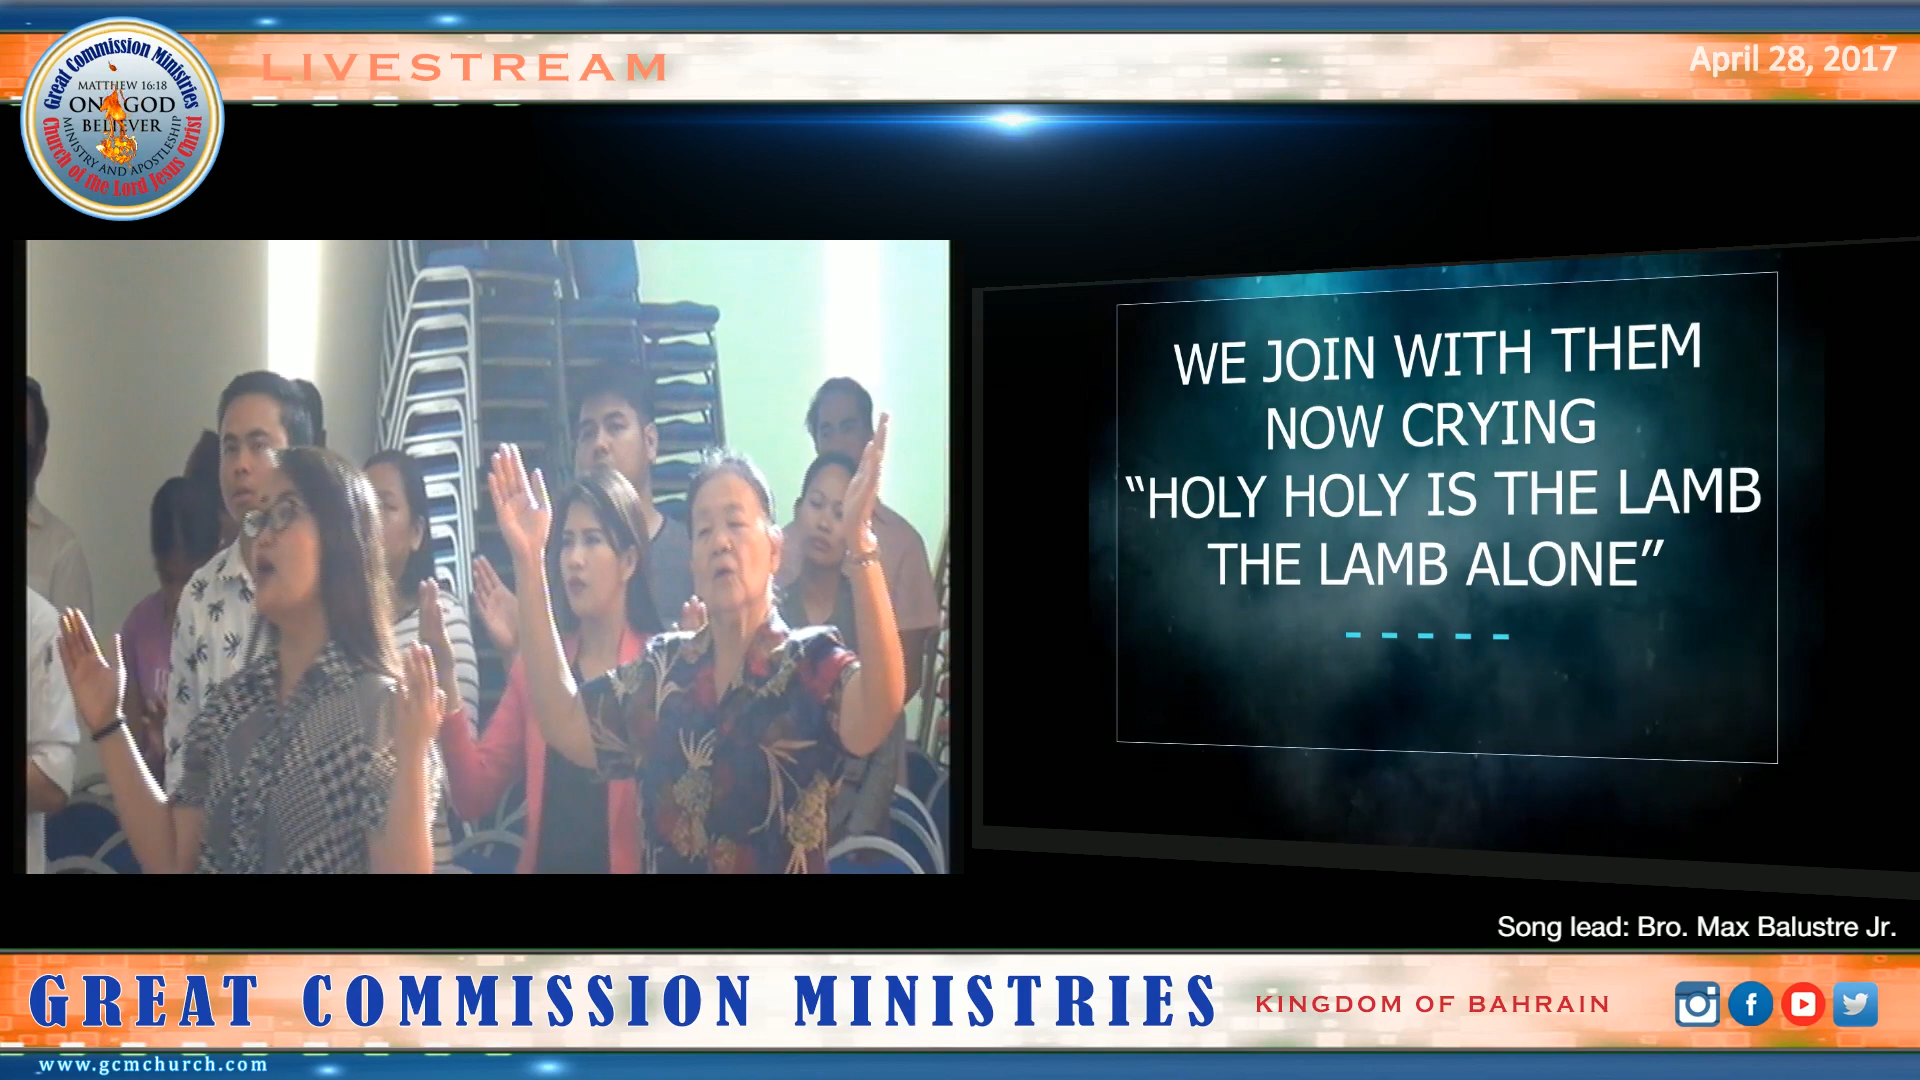 LIVESTREAM
April 28, 2017
Great Commission Ministries
MATTHEW 16:18
ON GOD
BELIEVER
MINISTRY AND APOSTLESHIP
Church of the Lord Jesus Christ
WE JOIN WITH THEM
NOW CRYING
“HOLY HOLY IS THE LAMB
THE LAMB ALONE”
- - - - -
Song lead: Bro. Max Balustre Jr.
GREAT COMMISSION MINISTRIES
KINGDOM OF BAHRAIN
www.gcmchurch.com